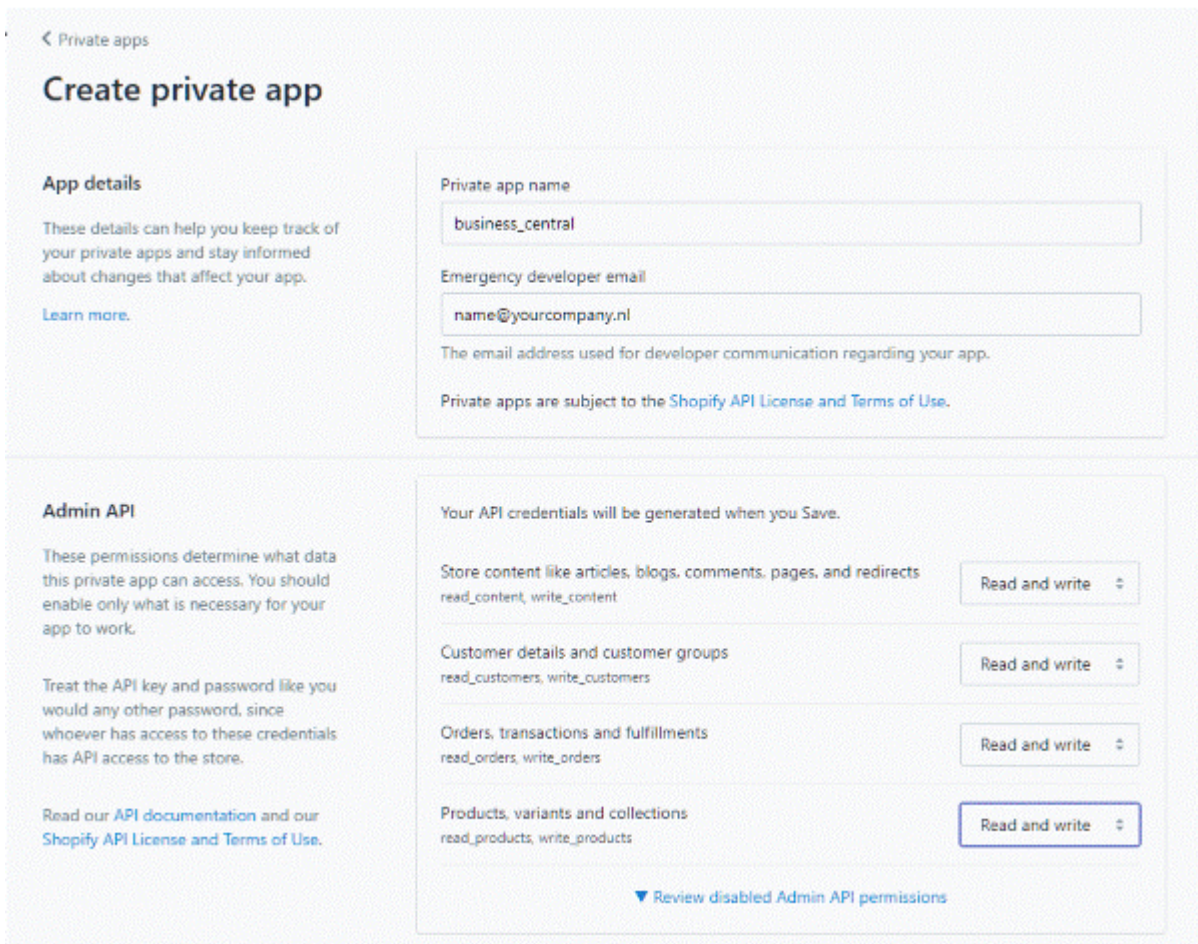 Private apps
Create private app
App details
These details can help you keep track of
your private apps and stay informed
about changes that affect your app.
Learn more.
Private app name
business_central
Emergency developer email
name@yourcompany.nl
The email address used for developer communication regarding your app.
Private apps are subject to the Shopify API License and Terms of Use.
Admin API
These permissions determine what data
this private app can access. You should
enable only what is necessary for your
app to work.
Treat the API key and password like you
would any other password, since
whoever has access to these credentials
has API access to the store.
Read our API documentation and our
Shopify API License and Terms of Use.
Your API credentials will be generated when you Save.
Store content like articles, blogs, comments, pages, and redirects
read_content, write_content
Read and write
Customer details and customer groups
read_customers, write_customers
Read and write
Orders, transactions and fulfillments
read_orders, write_orders
Read and write
Products, variants and collections
read_products, write_products
Read and write
Review disabled Admin API permissions